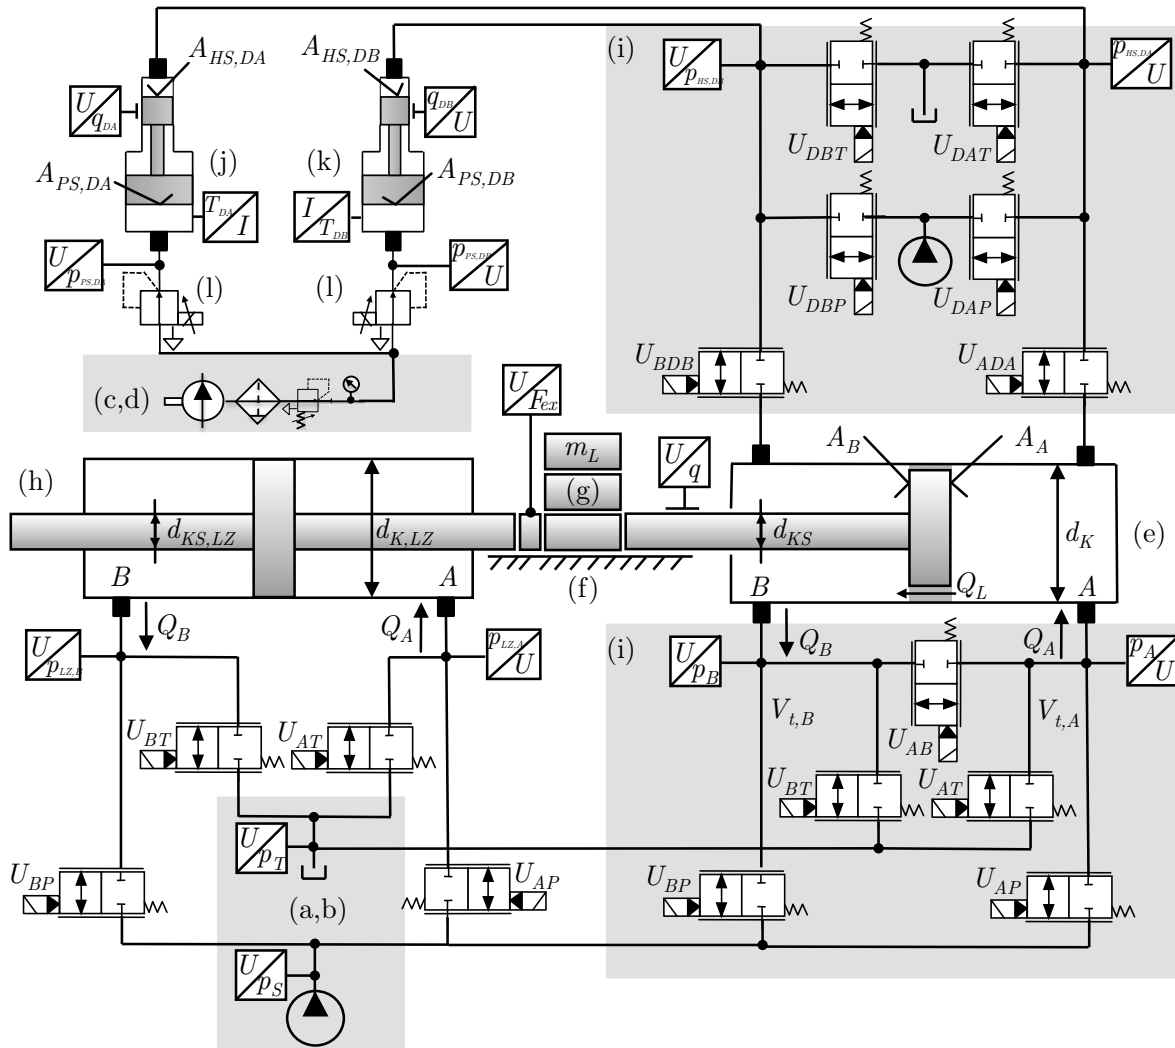 A_{HS,DA}
A_{HS,DB}
(i)
U
p_{HS,DB}
p_{HS,DA}
U
U
q_{DA}
q_{DB}
U
U_{DBT}
U_{DAT}
(j)
(k)
A_{PS,DA}
A_{PS,DB}
T_{DA}
I
I
T_{DB}
U
p_{PS,DA}
p_{PS,DB}
U
(l)
(l)
U_{DBP}
U_{DAP}
U_{BDB}
U_{ADA}
(c,d)
U
F_{ex}
m_L
(g)
U
q
A_B
A_A
(h)
d_{KS,LZ}
d_{K,LZ}
d_{KS}
d_K
(e)
(f)
B
A
B
Q_L
A
Q_B
Q_A
Q_B
Q_A
(i)
U
p_{LZ,B}
p_{LZ,A}
U
U
p_B
p_A
U
V_{t,B}
V_{t,A}
U_{BT}
U_{AT}
U_{AB}
U_{BT}
U_{AT}
U
p_T
U_{BP}
U_{AP}
U_{BP}
U_{AP}
(a,b)
U
p_S